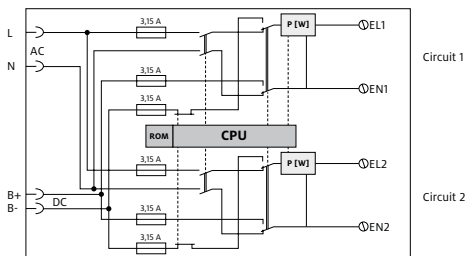 3,15 A
L
P [W]
EL1
AC
Circuit 1
N
3,15 A
EN1
3,15 A
ROM
CPU
3,15 A
P [W]
EL2
B+
DC
B-
Circuit 2
3,15 A
EN2
3,15 A